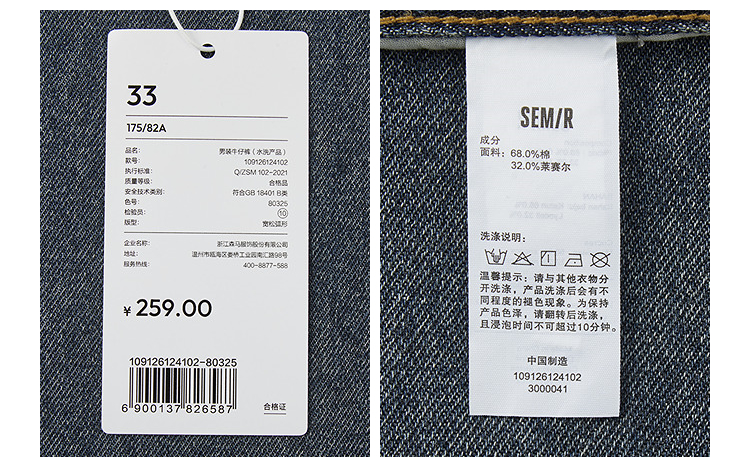 33
175/82A
品名: 男装牛仔裤（水洗产品）
款号: 109126124102
执行标准: Q/ZSM 102-2021
质量等级: 合格品
安全技术类别: 符合GB 18401 B类
色号: 80325
检验员: ⑩
版型: 宽松弧形
企业名称: 浙江森马服饰股份有限公司
地址: 温州市瓯海区娄桥工业园南汇路98号
服务热线: 400-8877-588
¥ 259.00
109126124102-80325
6 900137 826587
合格证
SEM/R
成分
面料: 68.0%棉
32.0%莱赛尔
洗涤说明:
温馨提示: 请与其他衣物分
开洗涤, 产品洗涤后会有不
同程度的褪色现象。为保持
产品色泽, 请翻转后洗涤,
且浸泡时间不可超过10分钟。
中国制造
109126124102
3000041